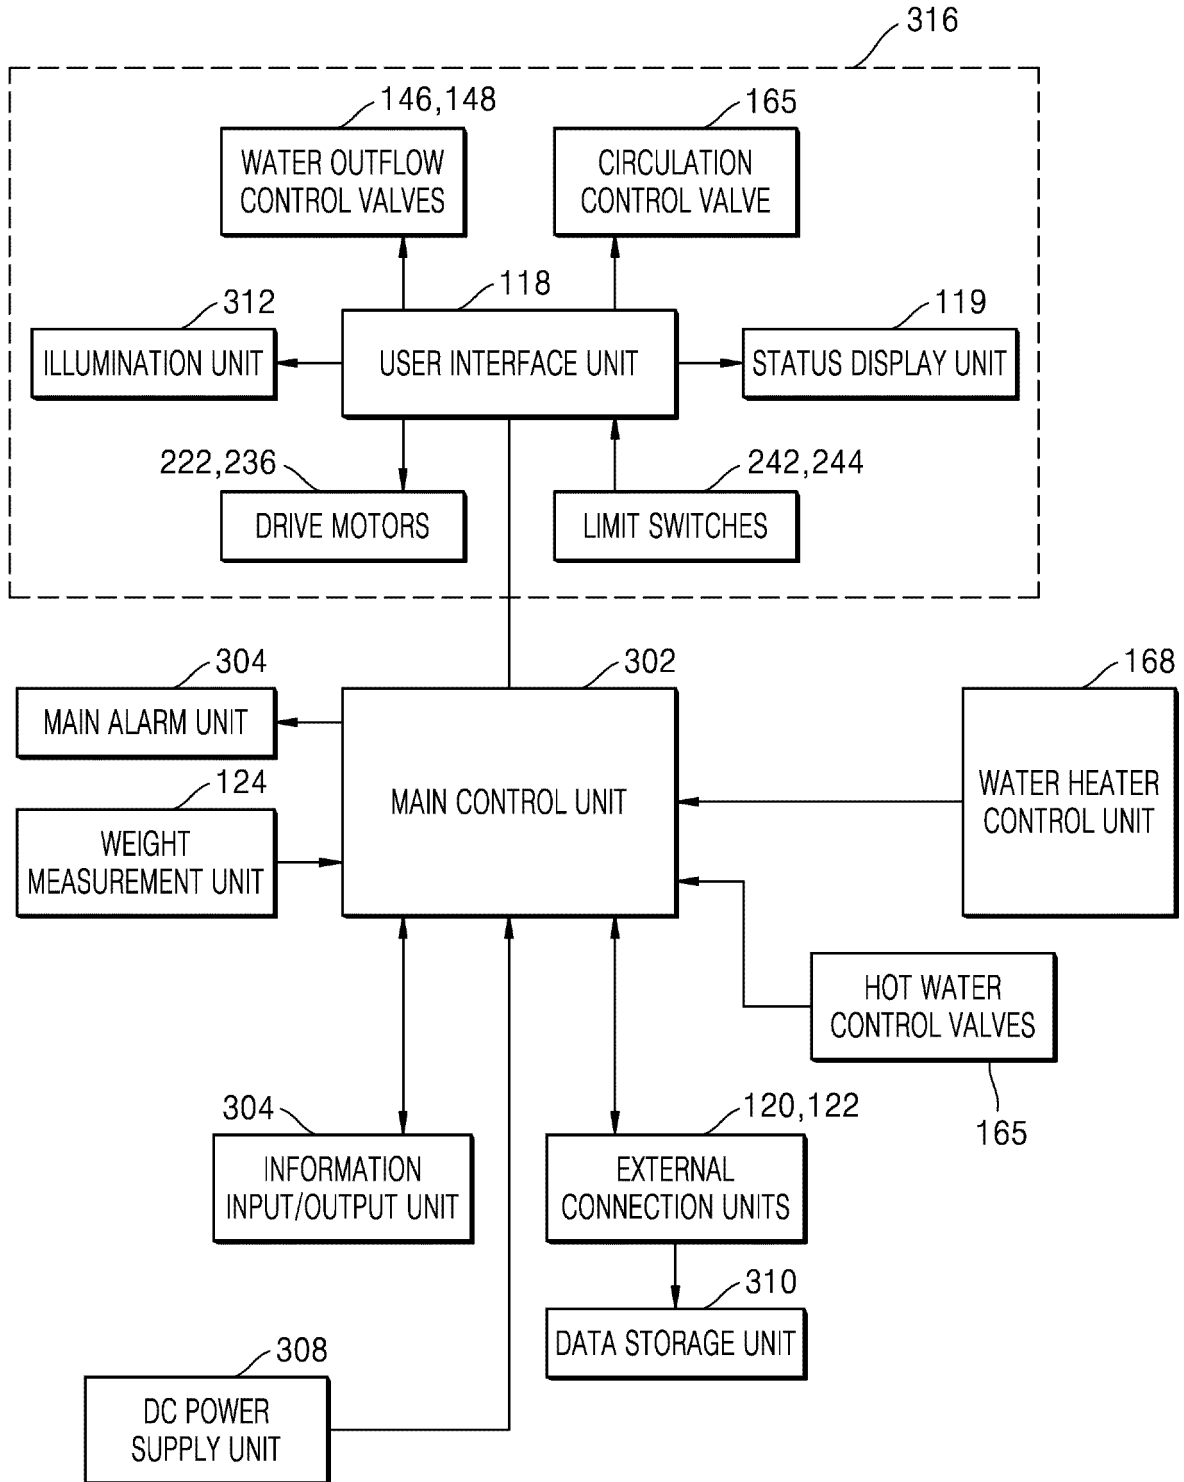 316
146,148
165
WATER OUTFLOW
CONTROL VALVES
CIRCULATION
CONTROL VALVE
118
312
119
ILLUMINATION UNIT
USER INTERFACE UNIT
STATUS DISPLAY UNIT
222,236
242,244
DRIVE MOTORS
LIMIT SWITCHES
304
302
168
MAIN ALARM UNIT
124
MAIN CONTROL UNIT
WATER HEATER
CONTROL UNIT
WEIGHT
MEASUREMENT UNIT
HOT WATER
CONTROL VALVES
165
304
120,122
INFORMATION
INPUT/OUTPUT UNIT
EXTERNAL
CONNECTION UNITS
310
DATA STORAGE UNIT
308
DC POWER
SUPPLY UNIT